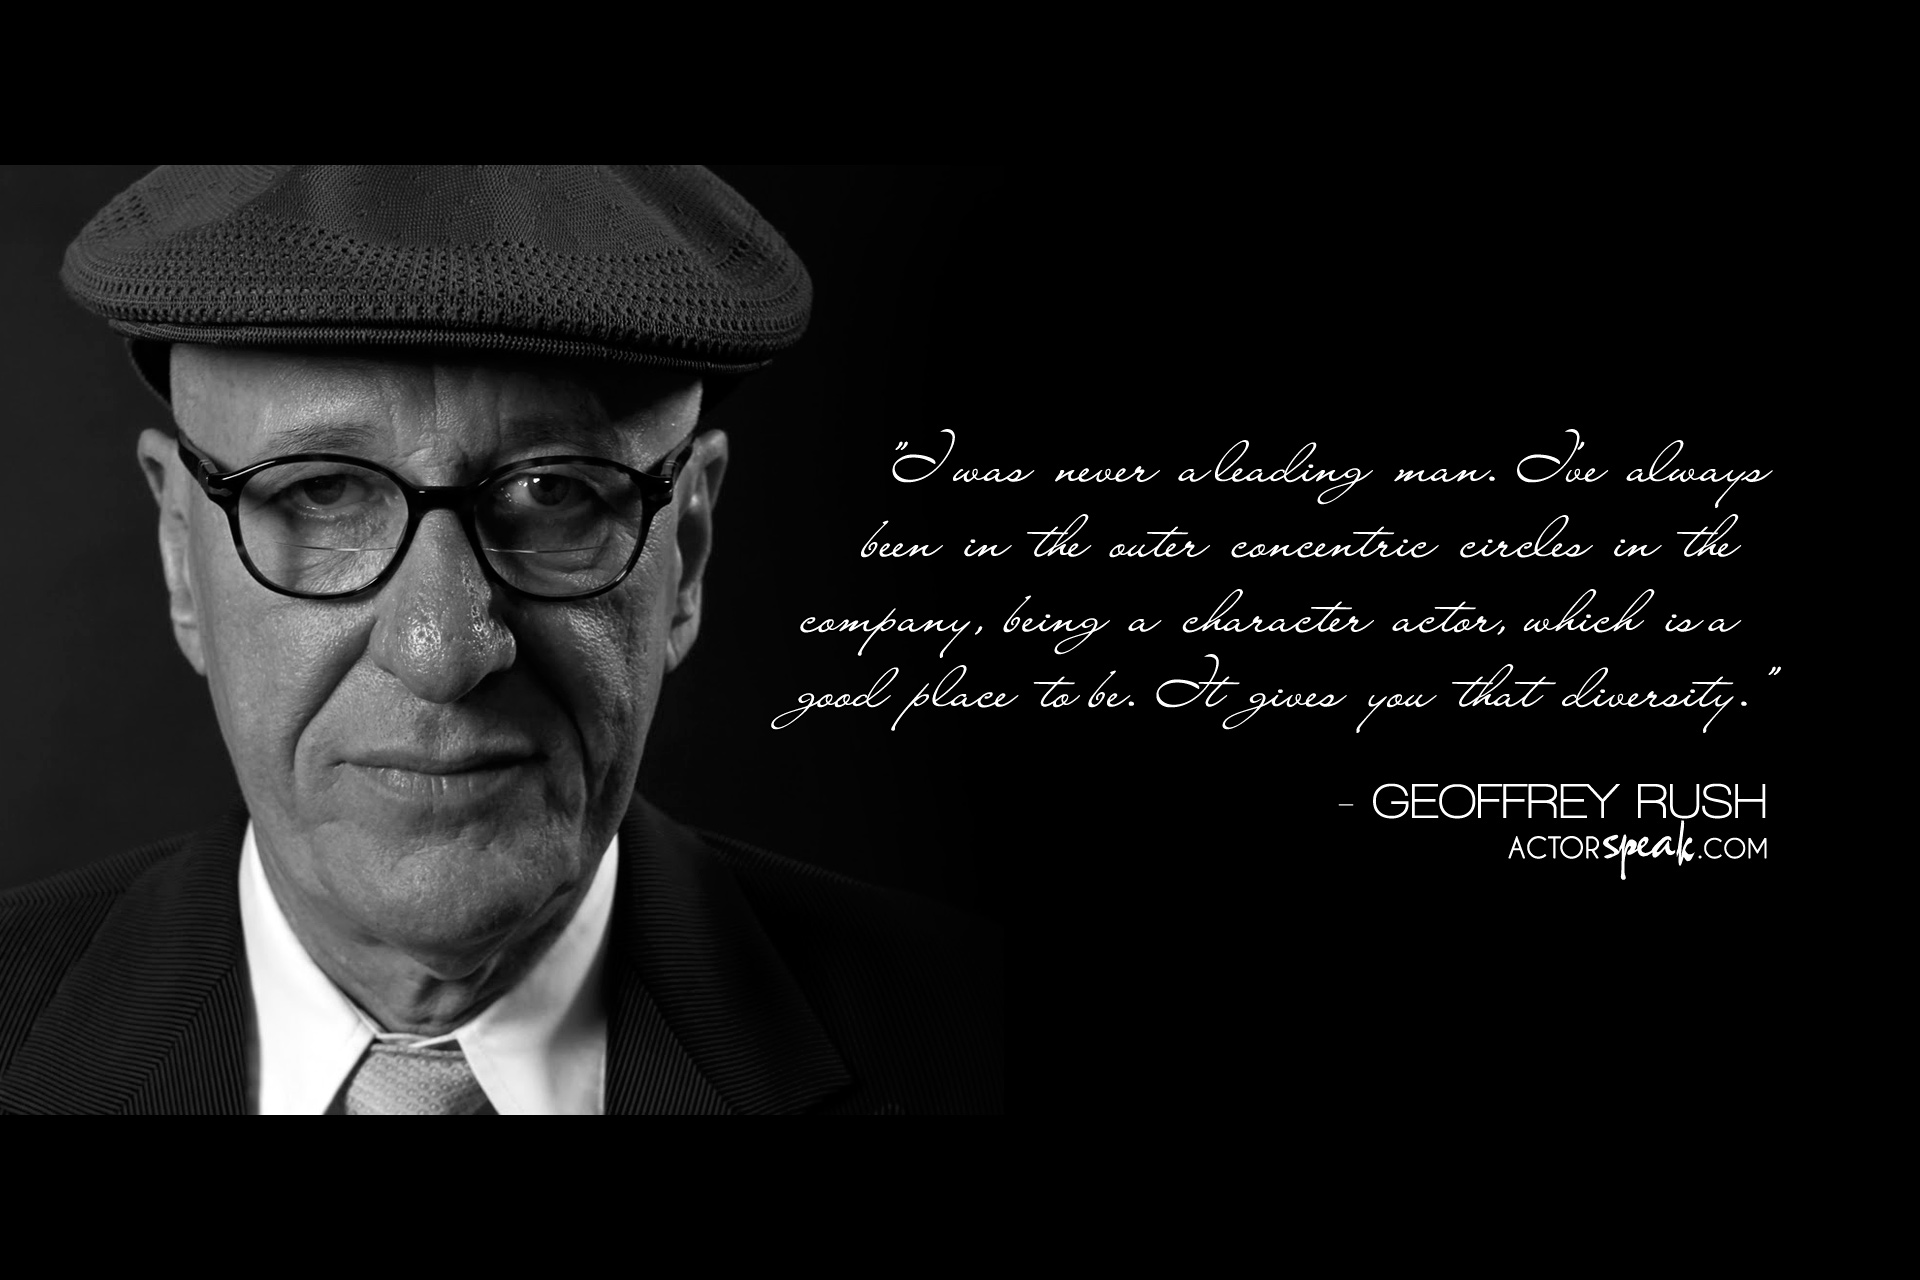 "I was never a leading man. I've always
been in the outer concentric circles in the
company, being a character actor, which is a
good place to be. It gives you that diversity."
- GEOFFREY RUSH
ACTORspeak.COM